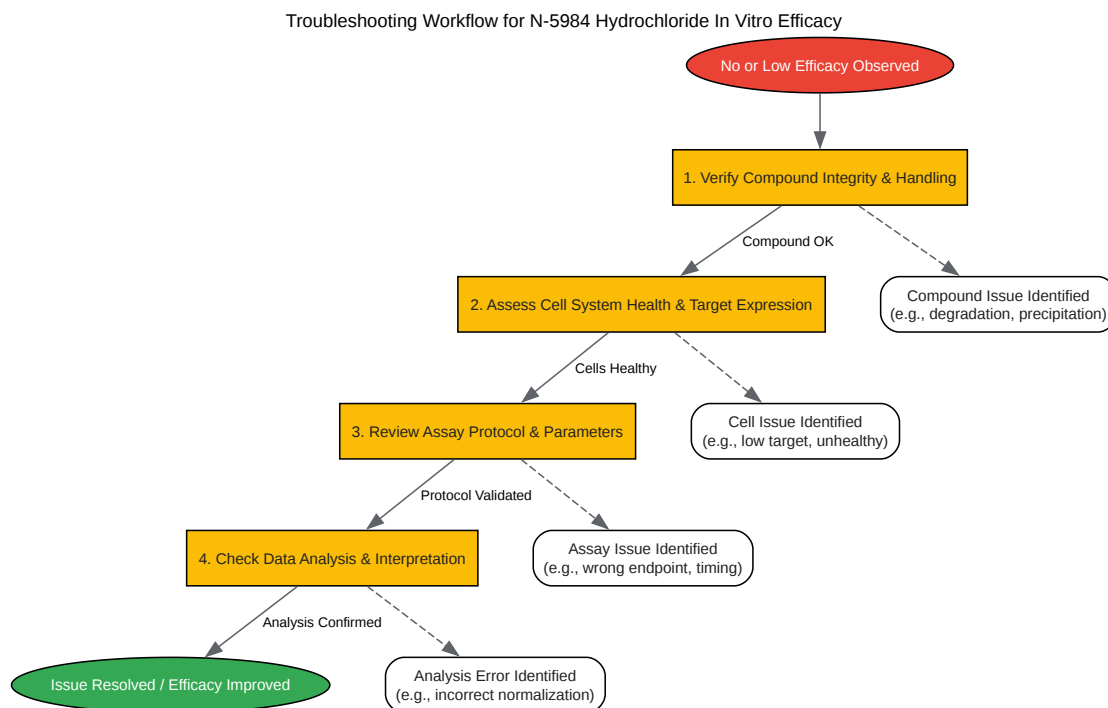 Troubleshooting Workflow for N-5984 Hydrochloride In Vitro Efficacy
No or Low Efficacy Observed
1. Verify Compound Integrity & Handling
Compound OK
2. Assess Cell System Health & Target Expression
Compound Issue Identified
(e.g., degradation, precipitation)
Cells Healthy
3. Review Assay Protocol & Parameters
Cell Issue Identified
(e.g., low target, unhealthy)
Protocol Validated
4. Check Data Analysis & Interpretation
Assay Issue Identified
(e.g., wrong endpoint, timing)
Analysis Confirmed
Issue Resolved / Efficacy Improved
Analysis Error Identified
(e.g., incorrect normalization)